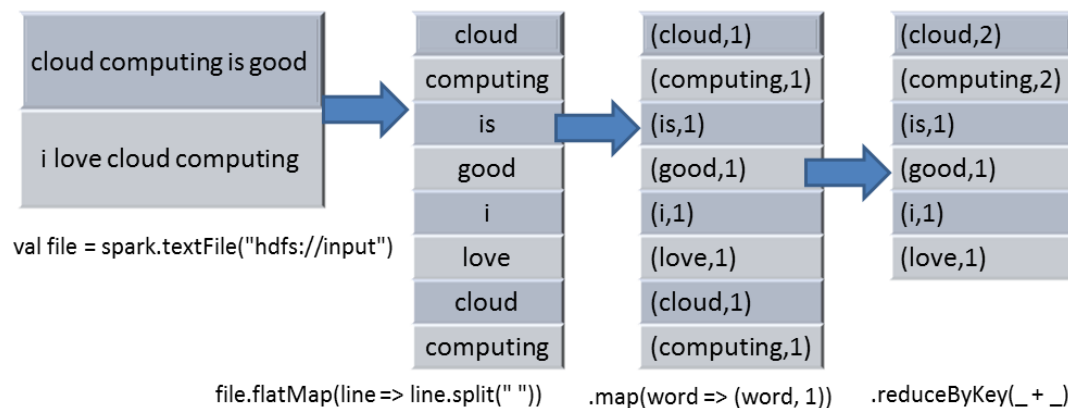 cloud computing is good
i love cloud computing
val file = spark.textFile("hdfs://input")
cloud
computing
is
good
i
love
cloud
computing
file.flatMap(line => line.split(" "))
(cloud,1)
(computing,1)
(is,1)
(good,1)
(i,1)
(love,1)
(cloud,1)
(computing,1)
.map(word => (word, 1))
(cloud,2)
(computing,2)
(is,1)
(good,1)
(i,1)
(love,1)
.reduceByKey(_ + _)